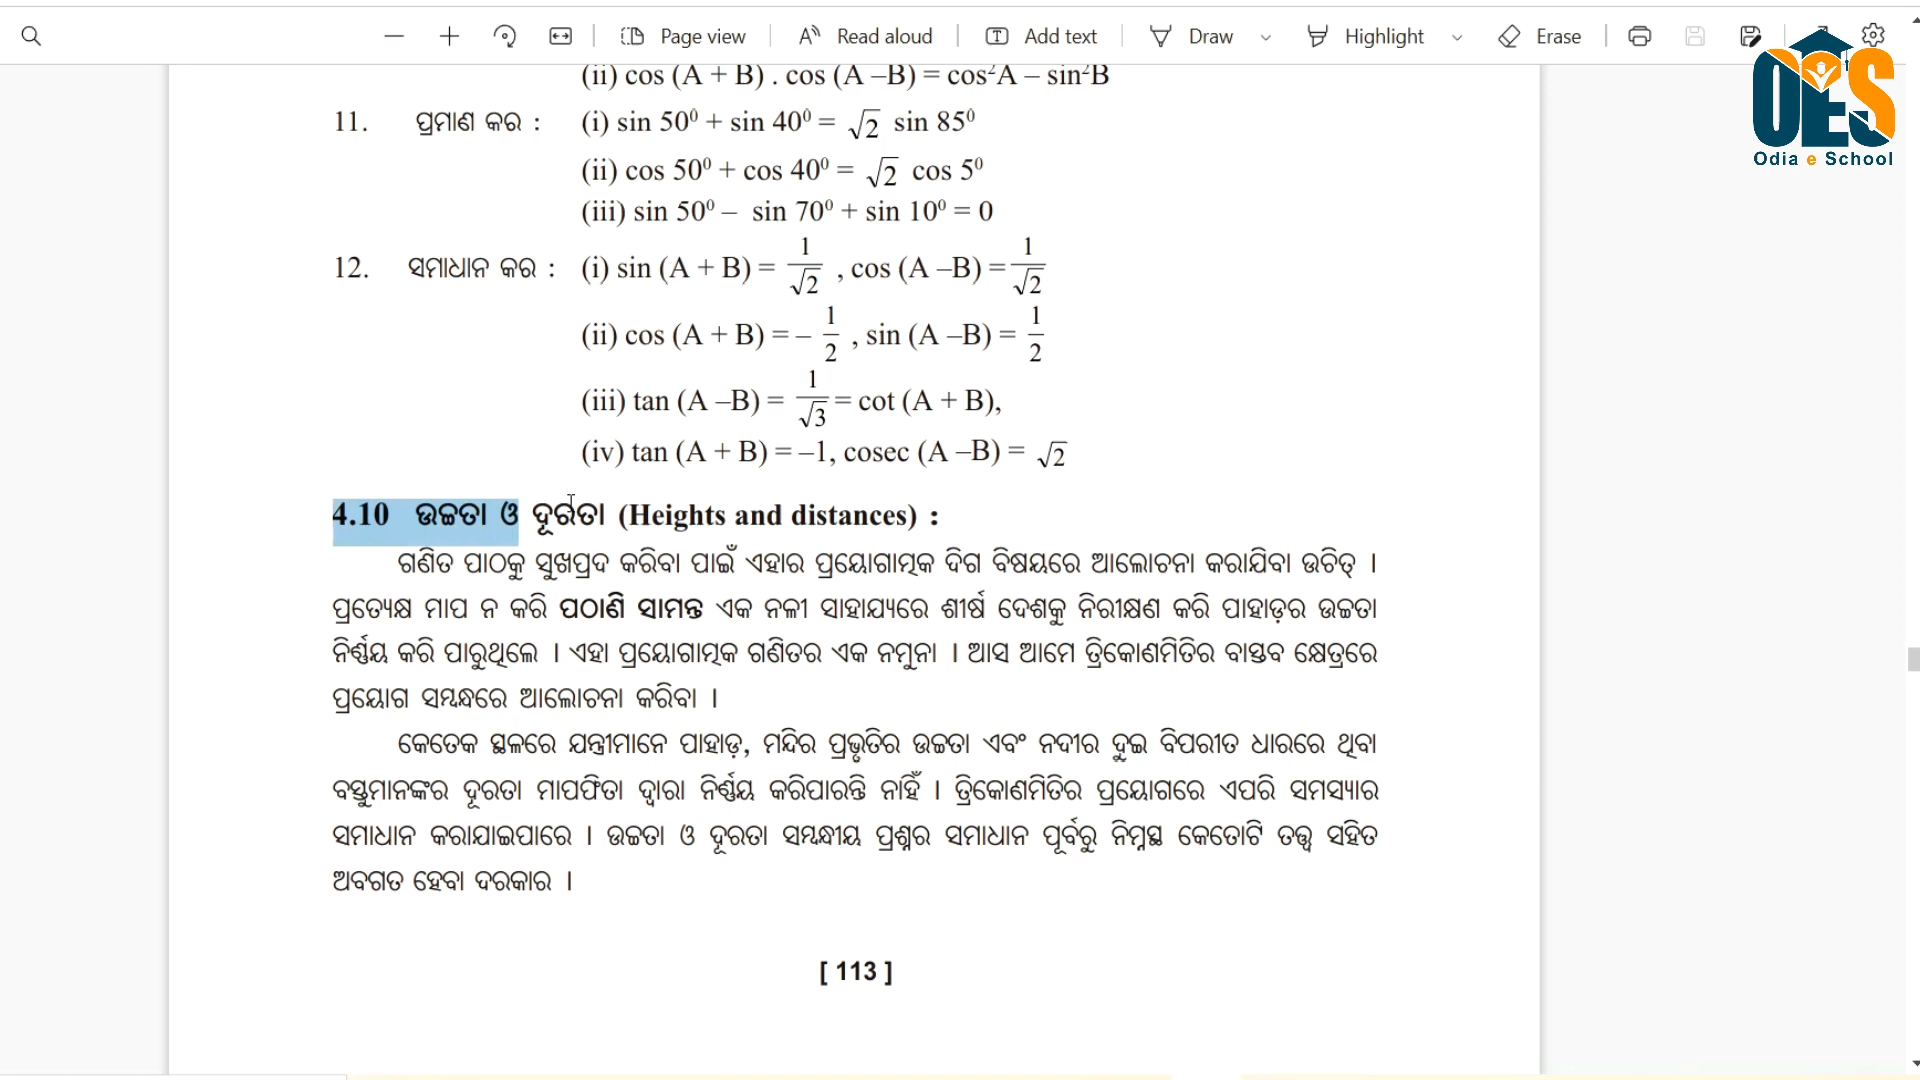 Page view Read aloud Add text Draw Highlight Erase
OES
Odia e School
(ii) cos (A + B) . cos (A –B) = cos²A – sin²B
11. ପ୍ରମାଣ କର : (i) sin 50⁰ + sin 40⁰ = √2 sin 85⁰
(ii) cos 50⁰ + cos 40⁰ = √2 cos 5⁰
(iii) sin 50⁰ – sin 70⁰ + sin 10⁰ = 0
12. ସମାଧାନ କର : (i) sin (A + B) = 1/√2 , cos (A –B) = 1/√2
(ii) cos (A + B) = – 1/2 , sin (A –B) = 1/2
(iii) tan (A –B) = 1/√3 = cot (A + B),
(iv) tan (A + B) = –1, cosec (A –B) = √2
4.10 ଉଚ୍ଚତା ଓ ଦୂରତା (Heights and distances) :
ଗଣିତ ପାଠକୁ ସୁଖପ୍ରଦ କରିବା ପାଇଁ ଏହାର ପ୍ରୟୋଗାତ୍ମକ ଦିଗ ବିଷୟରେ ଆଲୋଚନା କରାଯିବା ଉଚିତ୍ ।
ପ୍ରତ୍ୟେକ୍ଷ ମାପ ନ କରି ପଠାଣି ସାମନ୍ତ ଏକ ନଳୀ ସାହାଯ୍ୟରେ ଶୀର୍ଷ ଦେଶକୁ ନିରୀକ୍ଷଣ କରି ପାହାଡ଼ର ଉଚ୍ଚତା
ନିର୍ଣ୍ଣୟ କରି ପାରୁଥିଲେ । ଏହା ପ୍ରୟୋଗାତ୍ମକ ଗଣିତର ଏକ ନମୁନା । ଆସ ଆମେ ତ୍ରିକୋଣମିତିର ବାସ୍ତବ କ୍ଷେତ୍ରରେ
ପ୍ରୟୋଗ ସମ୍ବନ୍ଧରେ ଆଲୋଚନା କରିବା ।
କେତେକ ସ୍ଥଳରେ ଯନ୍ତ୍ରୀମାନେ ପାହାଡ଼, ମନ୍ଦିର ପ୍ରଭୃତିର ଉଚ୍ଚତା ଏବଂ ନଦୀର ଦୁଇ ବିପରୀତ ଧାରରେ ଥିବା
ବସ୍ତୁମାନଙ୍କର ଦୂରତା ମାପଫିତା ଦ୍ୱାରା ନିର୍ଣ୍ଣୟ କରିପାରନ୍ତି ନାହିଁ । ତ୍ରିକୋଣମିତିର ପ୍ରୟୋଗରେ ଏପରି ସମସ୍ୟାର
ସମାଧାନ କରାଯାଇପାରେ । ଉଚ୍ଚତା ଓ ଦୂରତା ସମ୍ବନ୍ଧୀୟ ପ୍ରଶ୍ନର ସମାଧାନ ପୂର୍ବରୁ ନିମ୍ନସ୍ଥ କେତୋଟି ତତ୍ତ୍ୱ ସହିତ
ଅବଗତ ହେବା ଦରକାର ।
[ 113 ]